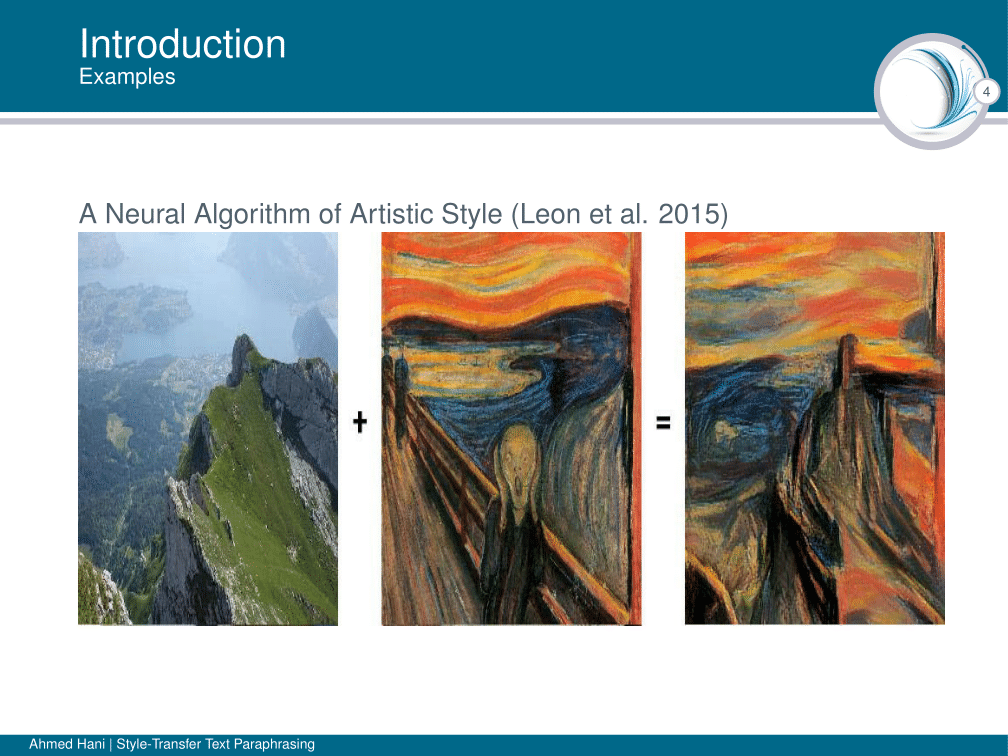 Introduction
Examples
4
A Neural Algorithm of Artistic Style (Leon et al. 2015)
+
=
Ahmed Hani | Style-Transfer Text Paraphrasing